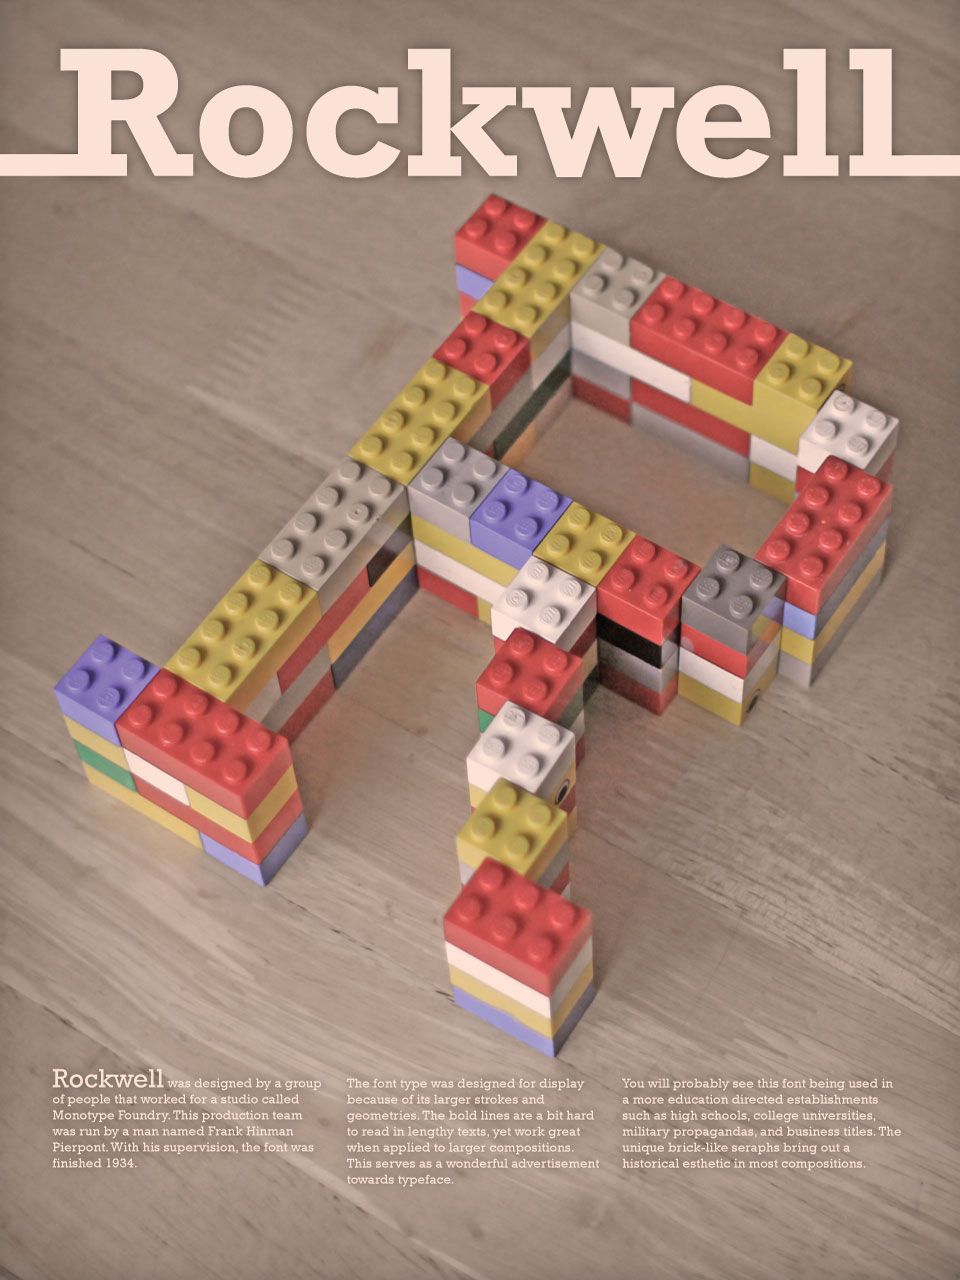 Rockwell
Rockwell was designed by a group
of people that worked for a studio called
Monotype Foundry. This production team
was run by a man named Frank Hinman
Pierpont. With his supervision, the font was
finished 1934.
The font type was designed for display
because of its larger strokes and
geometries. The bold lines are a bit hard
to read in lengthy texts, yet work great
when applied to larger compositions.
This serves as a wonderful advertisement
towards typeface.
You will probably see this font being used in
a more education directed establishments
such as high schools, college universities,
military propagandas, and business titles. The
unique brick-like seraphs bring out a
historical esthetic in most compositions.